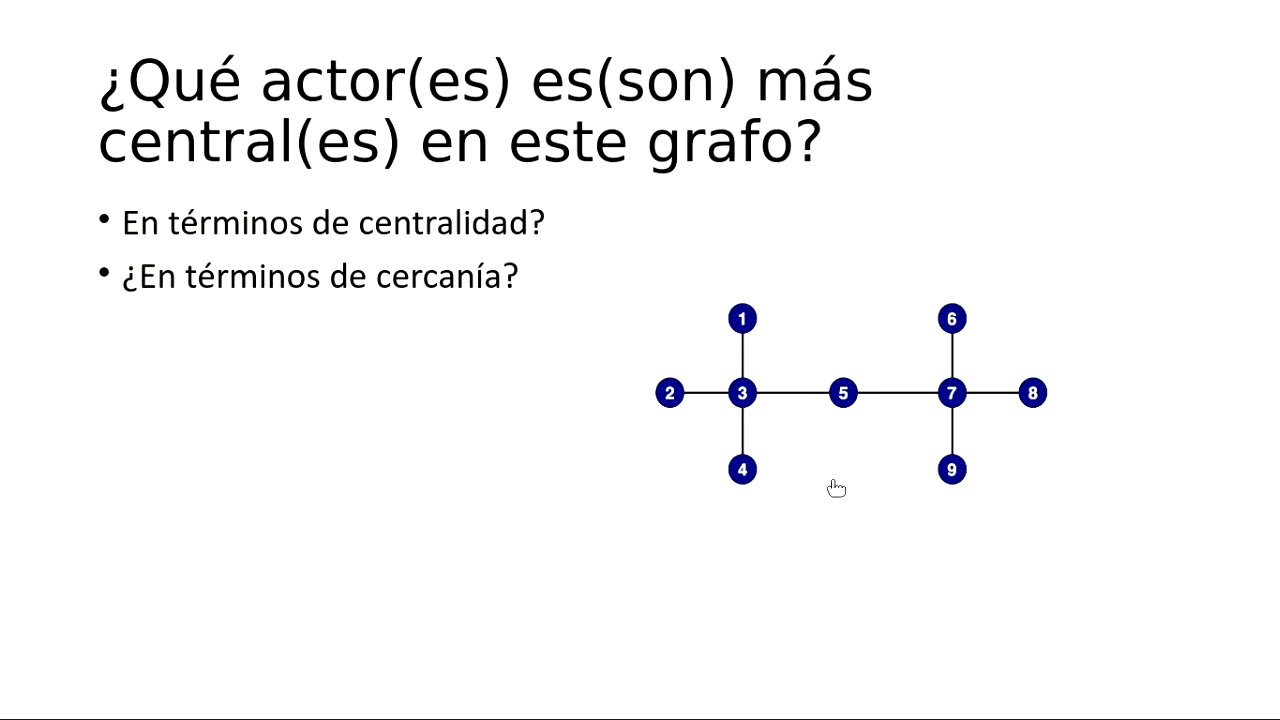 ¿Qué actor(es) es(son) más
central(es) en este grafo?
• En términos de centralidad?
• ¿En términos de cercanía?
1 6
2 3 5 7 8
4 9